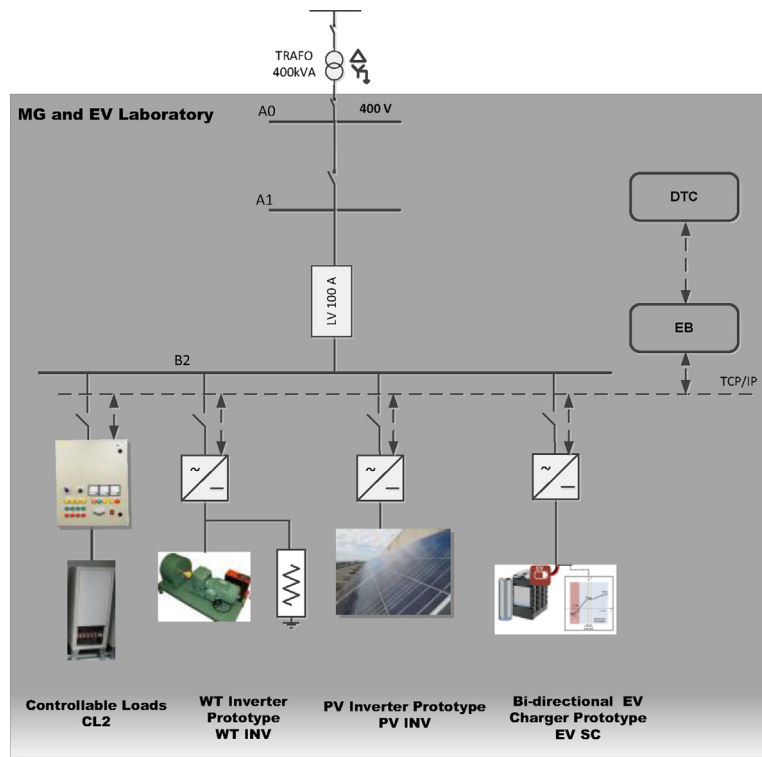 TRAFO
400kVA
MG and EV Laboratory
A0
400 V
A1
DTC
LV 100 A
EB
B2
TCP/IP
~
~
~
EV
Controllable Loads
CL2
WT Inverter
Prototype
WT INV
PV Inverter Prototype
PV INV
Bi-directional EV
Charger Prototype
EV SC